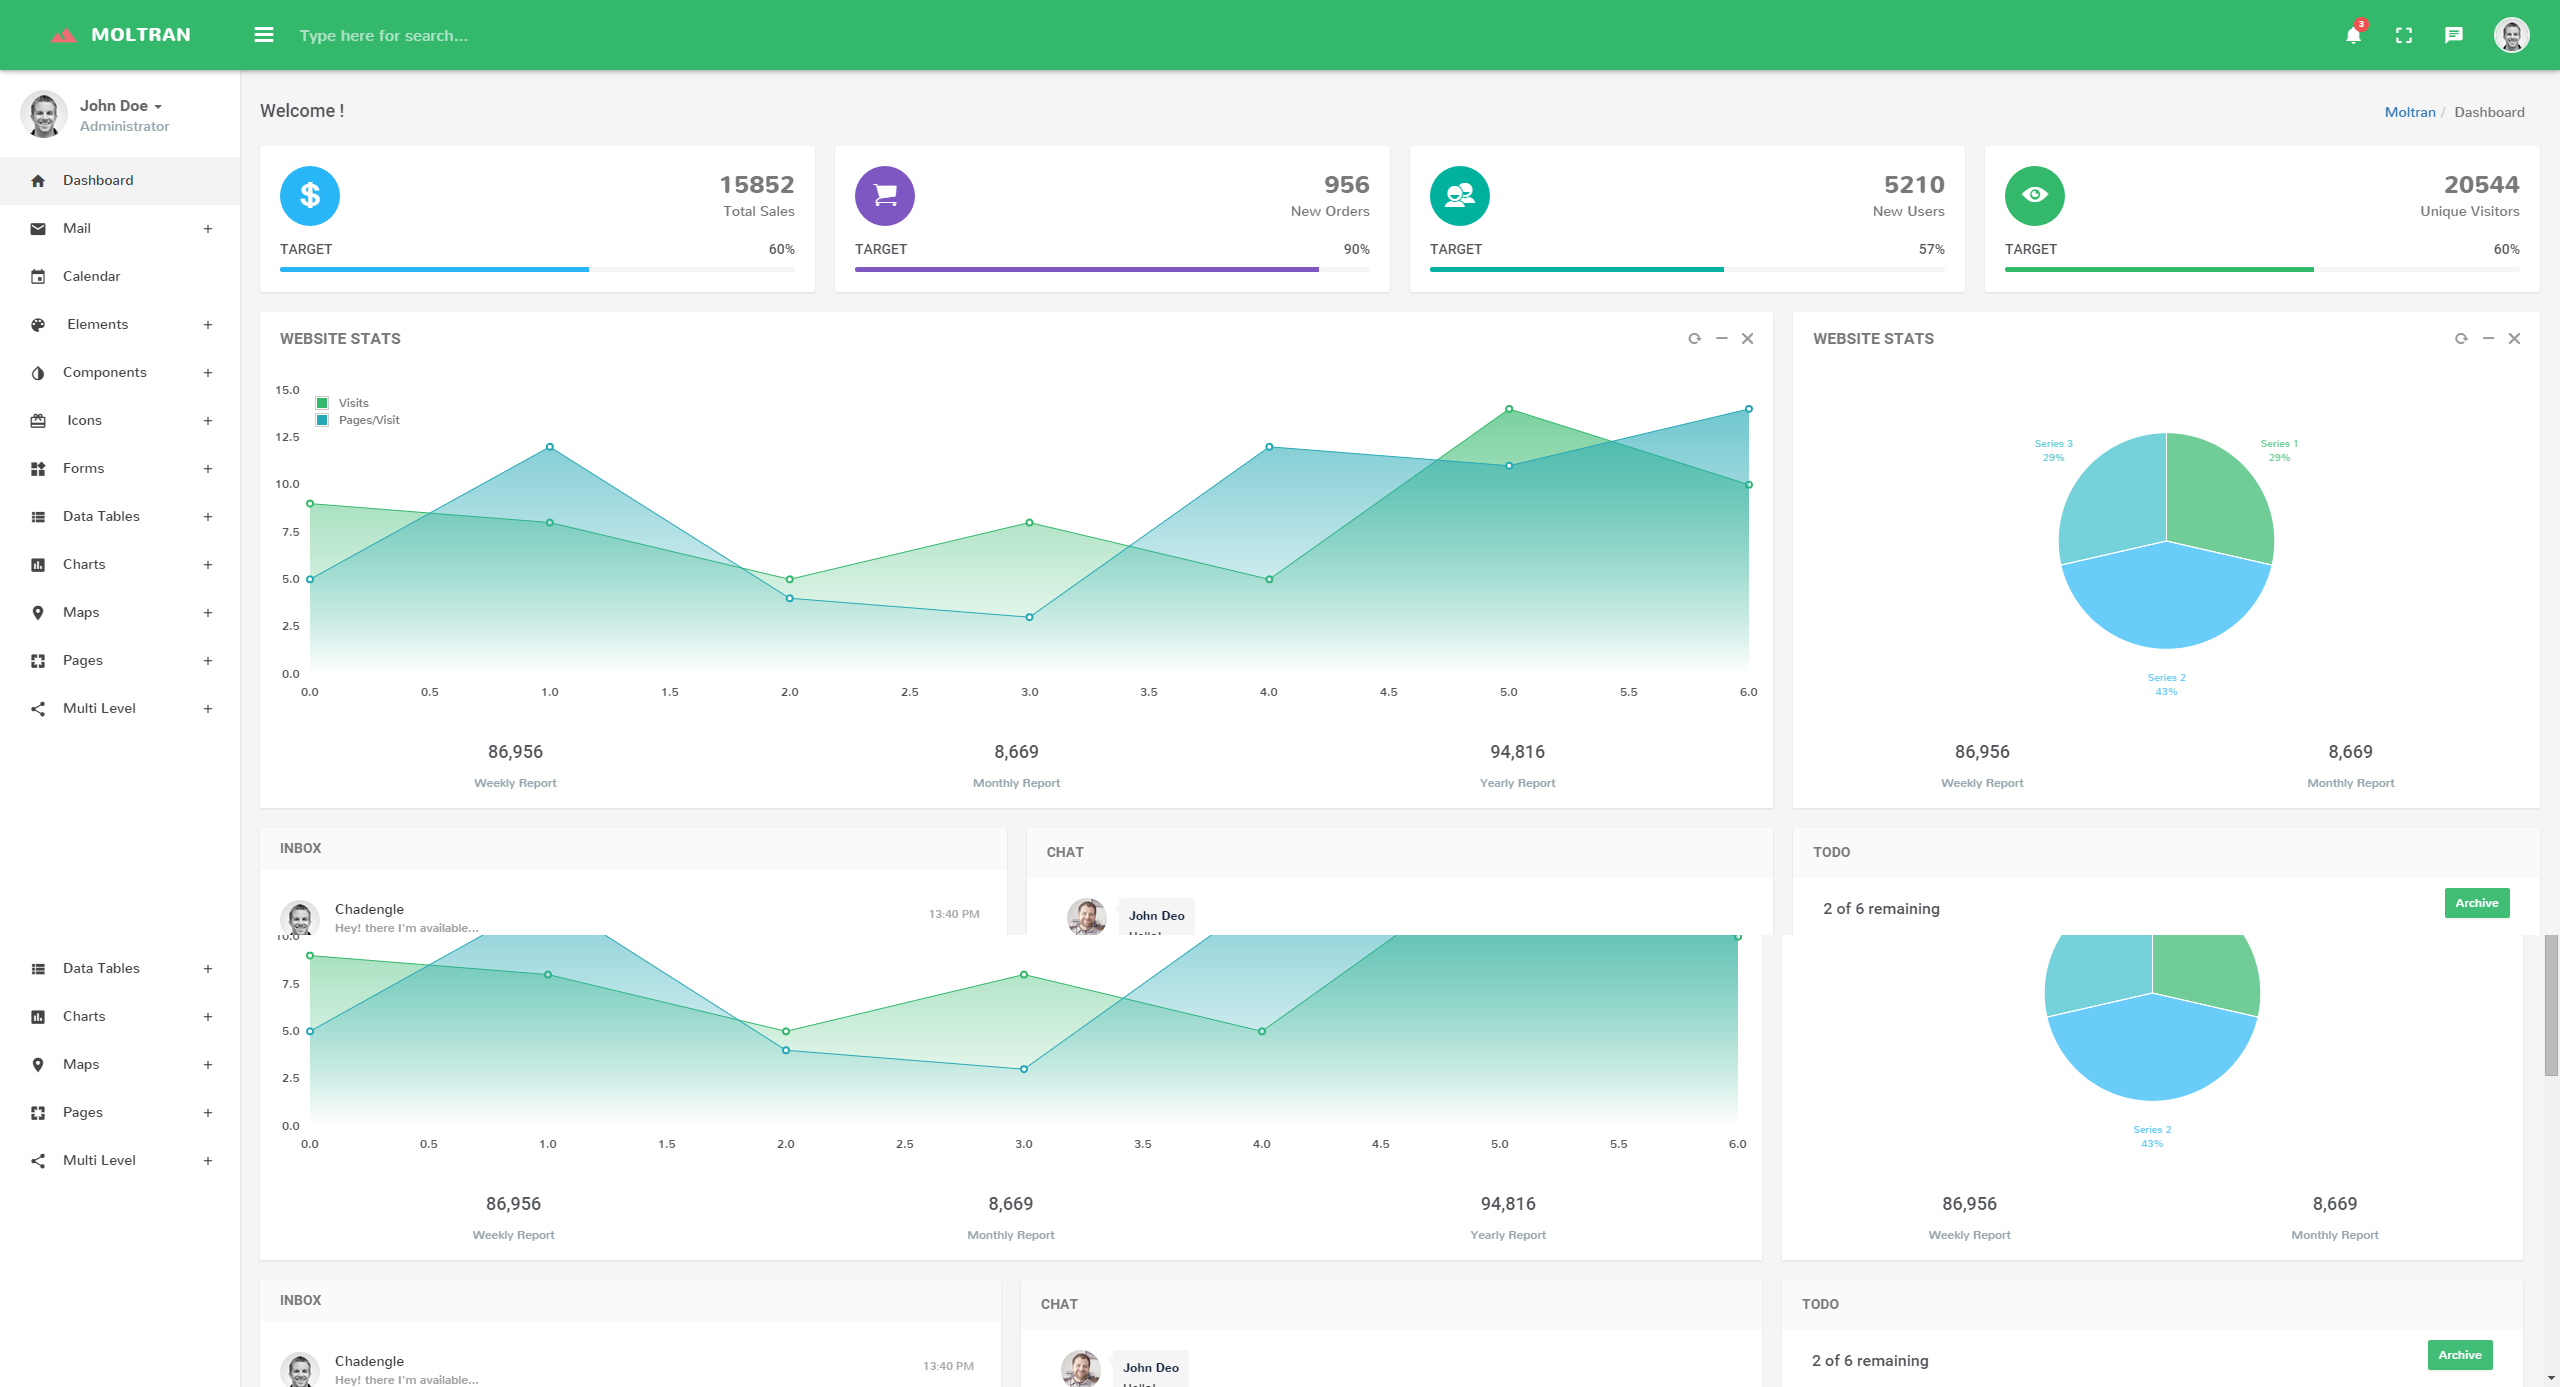 MOLTRAN
Type here for search...
3
John Doe
Administrator
Welcome !
Moltran / Dashboard
Dashboard
Mail +
Calendar
Elements +
Components +
Icons +
Forms +
Data Tables +
Charts +
Maps +
Pages +
Multi Level +
$
15852
Total Sales
TARGET 60%
956
New Orders
TARGET 90%
5210
New Users
TARGET 57%
20544
Unique Visitors
TARGET 60%
WEBSITE STATS
15.0
12.5
10.0
7.5
5.0
2.5
0.0
Visits
Pages/Visit
0.0 0.5 1.0 1.5 2.0 2.5 3.0 3.5 4.0 4.5 5.0 5.5 6.0
86,956 8,669 94,816
Weekly Report Monthly Report Yearly Report
WEBSITE STATS
Series 3
29%
Series 1
29%
Series 2
43%
86,956 8,669
Weekly Report Monthly Report
INBOX
Chadengle
Hey! there I'm available...
13:40 PM
CHAT
John Deo
Hello!
TODO
2 of 6 remaining
Archive
Data Tables +
Charts +
Maps +
Pages +
Multi Level +
10.0
7.5
5.0
2.5
0.0
0.0 0.5 1.0 1.5 2.0 2.5 3.0 3.5 4.0 4.5 5.0 5.5 6.0
86,956 8,669 94,816
Weekly Report Monthly Report Yearly Report
Series 2
43%
86,956 8,669
Weekly Report Monthly Report
INBOX
Chadengle
Hey! there I'm available...
13:40 PM
CHAT
John Deo
Hello!
TODO
2 of 6 remaining
Archive